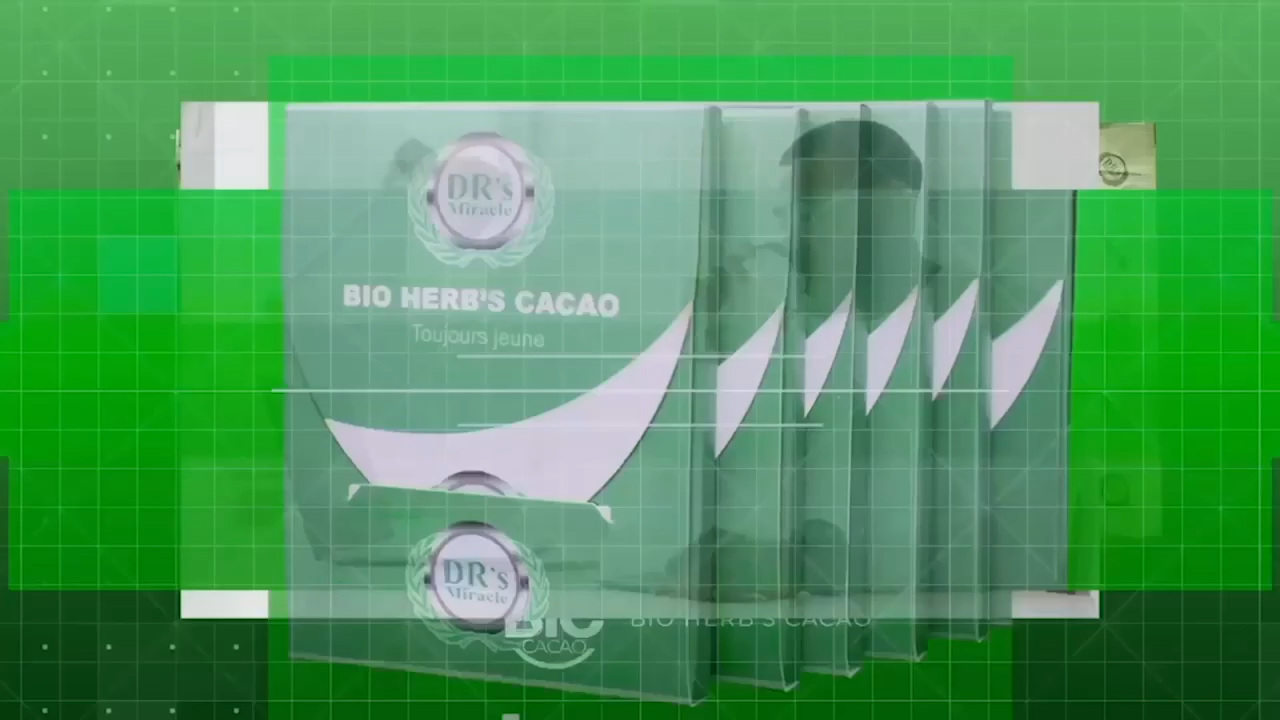 DR's
Miracle
BIO HERB'S CACAO
Toujours jeune
DR's
Miracle
BIO
CACAO
BIO HERB'S CACAO